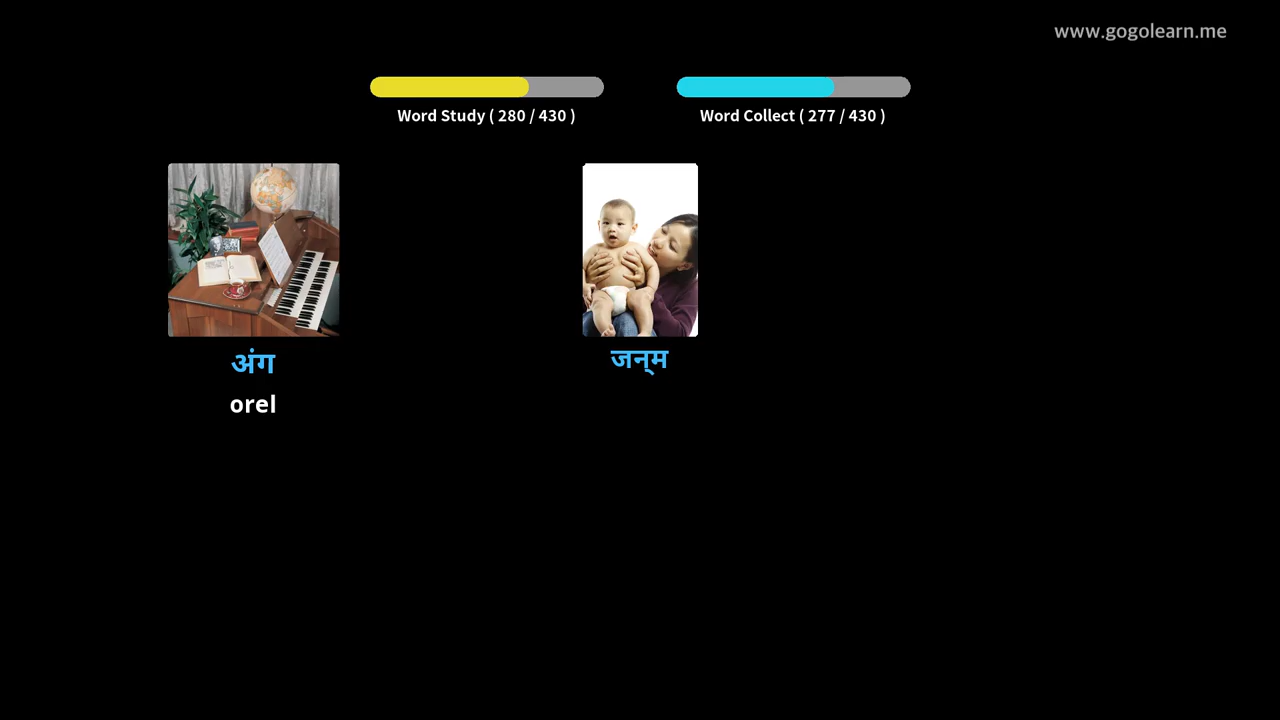 www.gogolearn.me
Word Study ( 280 / 430 )
Word Collect ( 277 / 430 )
अंग
orel
जन्‌म